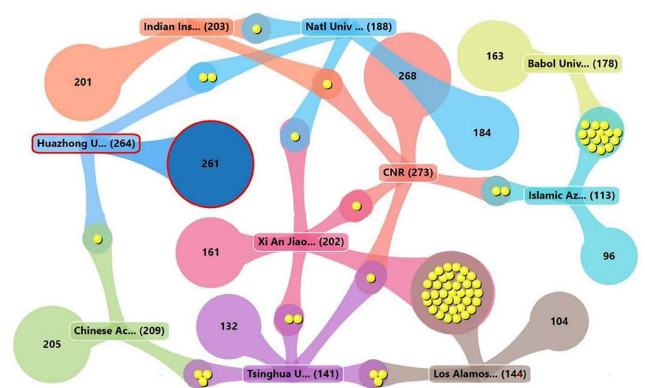 Indian Ins... (203)
Natl Univ ... (188)
163
Babol Univ... (178)
201
268
184
Huazhong U... (264)
261
CNR (273)
Islamic Az... (113)
Xi An Jiao... (202)
161
96
132
104
Chinese Ac... (209)
205
Tsinghua U... (141)
Los Alamos... (144)